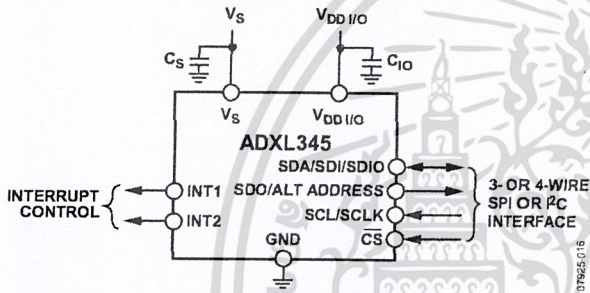 VS VDD I/O
CS CIO
VS VDD I/O
ADXL345
SDA/SDI/SDIO
INTERRUPT CONTROL
INT1 SDO/ALT ADDRESS
3- OR 4-WIRE SPI OR I²C INTERFACE
INT2 SCL/SCLK
GND CS
07925-016